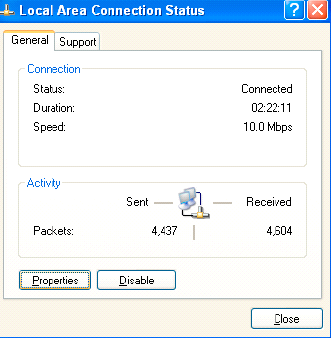 Local Area Connection Status
General Support
Connection
Status: Connected
Duration: 02:22:11
Speed: 10.0 Mbps
Activity
Sent Received
Packets: 4,437 4,604
Properties Disable
Close